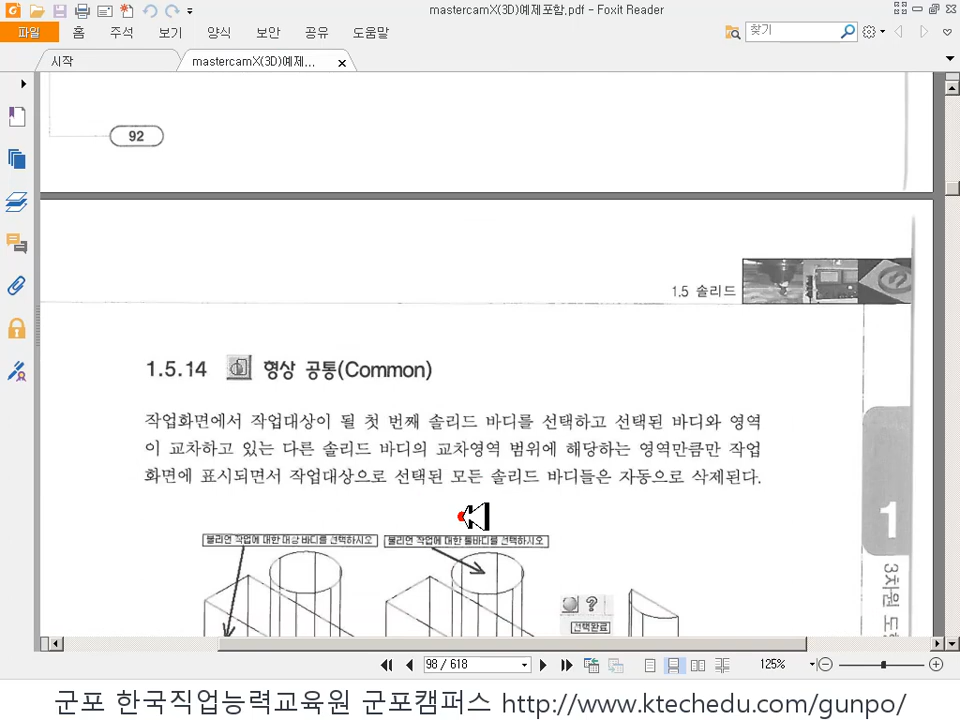 mastercamX(3D)예제포함.pdf - Foxit Reader
파일 홈 주석 보기 양식 보안 공유 도움말 찾기
시작 mastercamX(3D)예제...
92
1.5 솔리드
1.5.14 형상 공통(Common)
작업화면에서 작업대상이 될 첫 번째 솔리드 바디를 선택하고 선택된 바디와 영역
이 교차하고 있는 다른 솔리드 바디의 교차영역 범위에 해당하는 영역만큼만 작업
화면에 표시되면서 작업대상으로 선택된 모든 솔리드 바디들은 자동으로 삭제된다.
1
3차원
불리언 작업에 대한 대상 바디를 선택하시오 불리언 작업에 대한 툴바디를 선택하시오
선택완료
98 / 618 125%
군포 한국직업능력교육원 군포캠퍼스 http://www.ktechedu.com/gunpo/